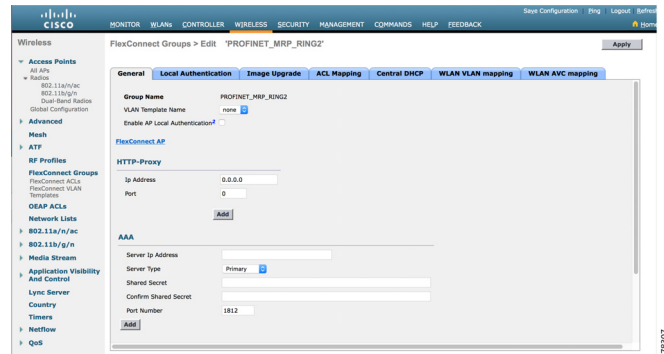 Save Configuration | Ping | Logout | Refresh
CISCO
MONITOR WLANs CONTROLLER WIRELESS SECURITY MANAGEMENT COMMANDS HELP FEEDBACK
Home
Wireless
FlexConnect Groups > Edit 'PROFINET_MRP_RING2'
Apply
Access Points
All APs
Radios
802.11a/n/ac
802.11b/g/n
Dual-Band Radios
Global Configuration
Advanced
Mesh
ATF
RF Profiles
FlexConnect Groups
FlexConnect ACLs
FlexConnect VLAN
Templates
OEAP ACLs
Network Lists
802.11a/n/ac
802.11b/g/n
Media Stream
Application Visibility
And Control
Lync Server
Country
Timers
Netflow
QoS
General Local Authentication Image Upgrade ACL Mapping Central DHCP WLAN VLAN mapping WLAN AVC mapping
Group Name PROFINET_MRP_RING2
VLAN Template Name none
Enable AP Local Authentication2
FlexConnect AP
HTTP-Proxy
Ip Address 0.0.0.0
Port 0
Add
AAA
Server Ip Address
Server Type Primary
Shared Secret
Confirm Shared Secret
Port Number 1812
Add